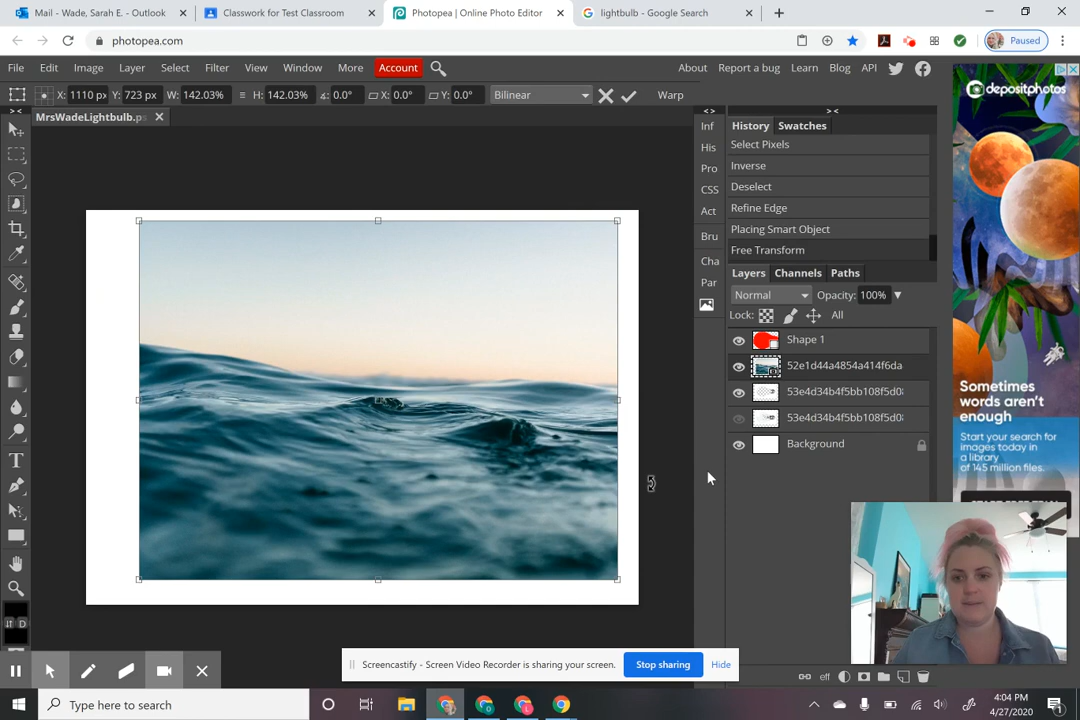 Mail - Wade, Sarah E. - Outlook
Classwork for Test Classroom
Photopea | Online Photo Editor
lightbulb - Google Search
photopea.com
Paused
File Edit Image Layer Select Filter View Window More Account
About Report a bug Learn Blog API
X: 1110 px Y: 723 px W: 142.03% H: 142.03% 0.0° X: 0.0° Y: 0.0° Bilinear Warp
MrsWadeLightbulb.ps
Inf
His
Pro
CSS
Act
Bru
Cha
Par
History Swatches
Select Pixels
Inverse
Deselect
Refine Edge
Placing Smart Object
Free Transform
Layers Channels Paths
Normal Opacity: 100%
Lock: All
Shape 1
52e1d44a4854a414f6da
53e4d34b4f5bb108f5d0
53e4d34b4f5bb108f5d0
Background
eff
D
depositphotos
Sometimes
words aren't
enough
Start your search for
images today in
a library
of 145 million files.
Screencastify - Screen Video Recorder is sharing your screen.
Stop sharing
Hide
Type here to search
4:04 PM
4/27/2020
1